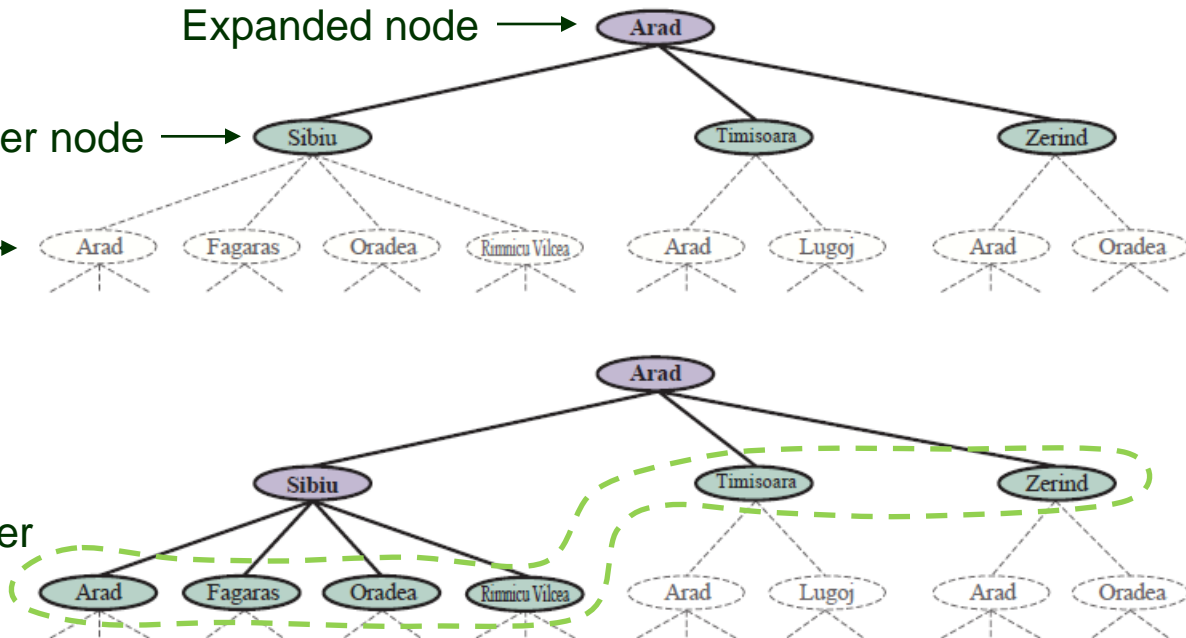 Expanded node
Arad
er node
Sibiu
Timisoara
Zerind
Arad
Fagaras
Oradea
Rimnicu Vilcea
Arad
Lugoj
Arad
Oradea
Arad
Sibiu
Timisoara
Zerind
er
Arad
Fagaras
Oradea
Rimnicu Vilcea
Arad
Lugoj
Arad
Oradea